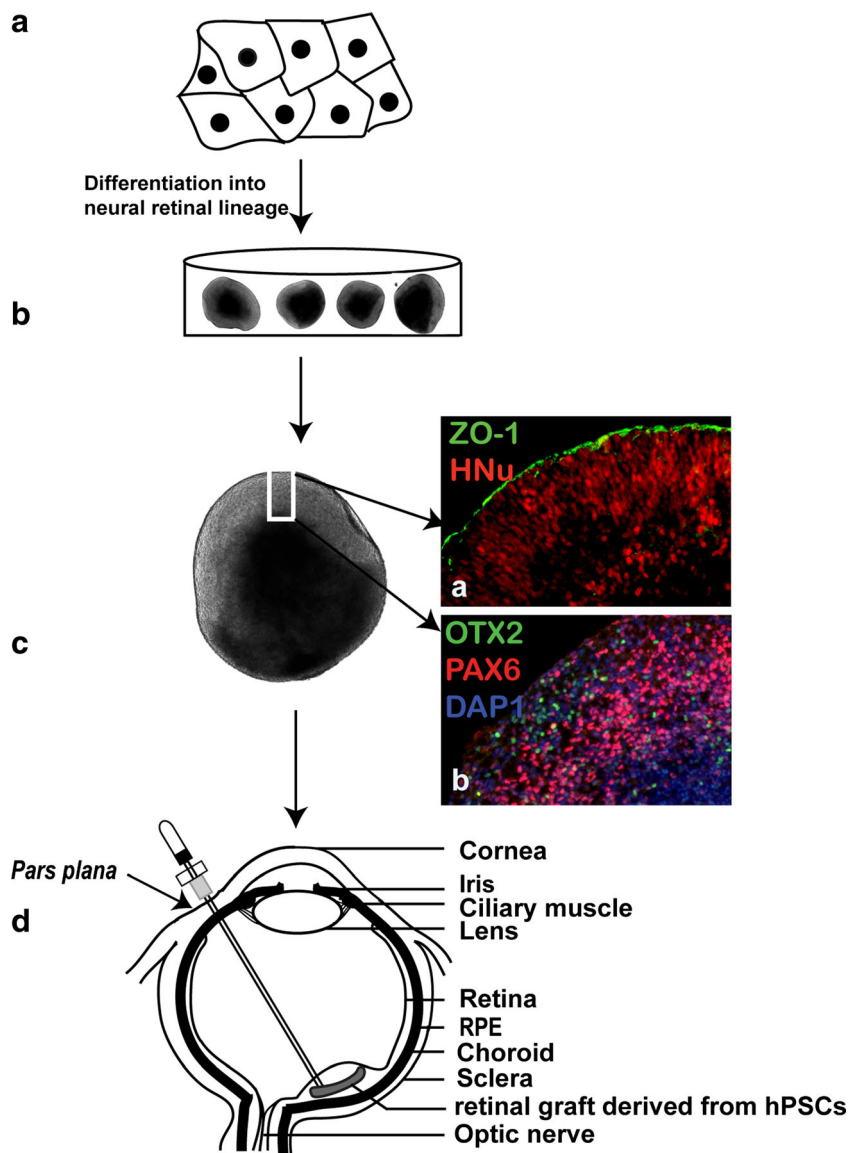 a
Differentiation into
neural retinal lineage
b
ZO-1
HNu
a
c
OTX2
PAX6
DAP1
b
d
Pars plana
Cornea
Iris
Ciliary muscle
Lens
Retina
RPE
Choroid
Sclera
retinal graft derived from hPSCs
Optic nerve